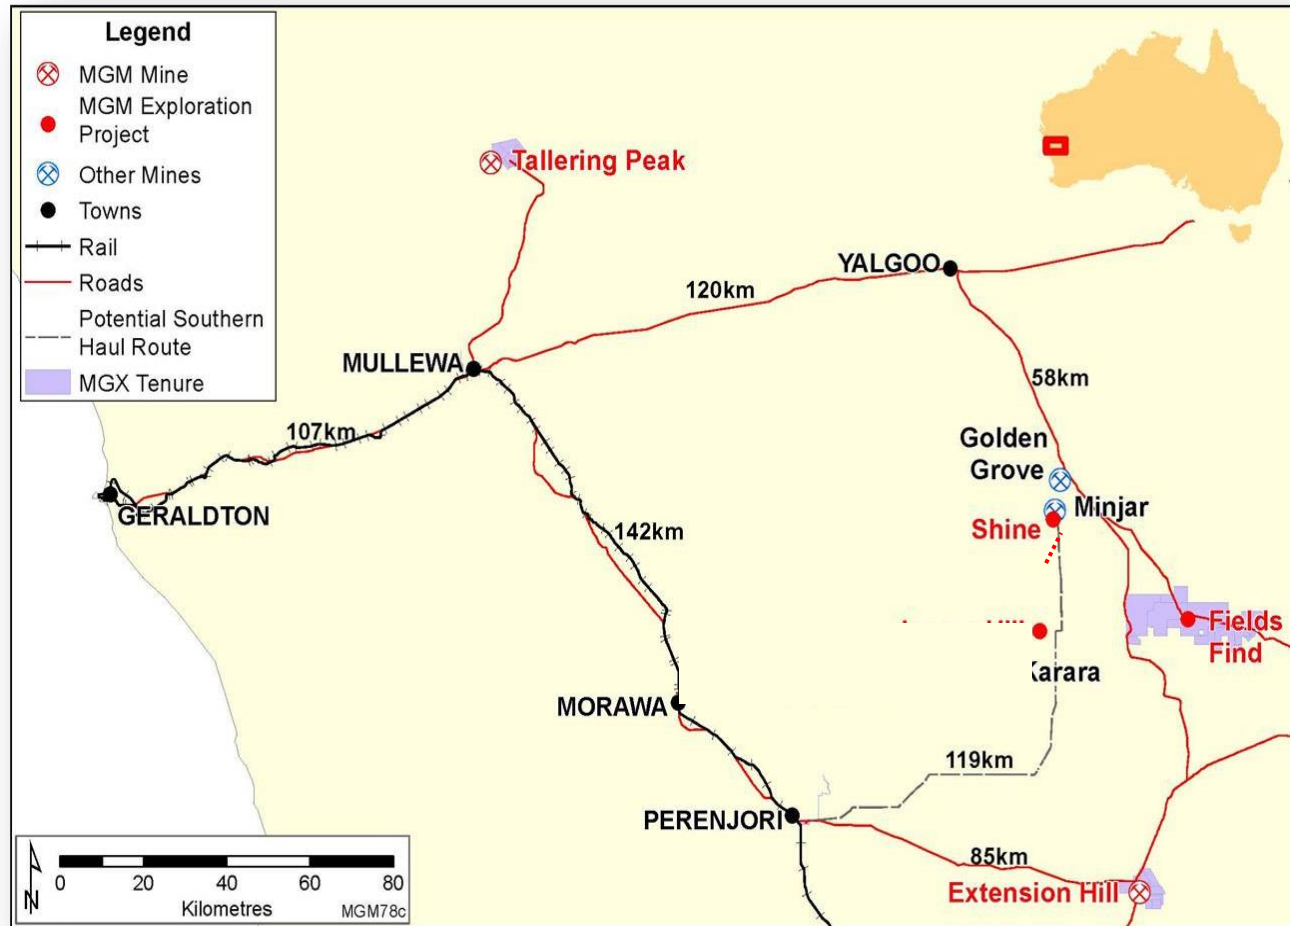 Legend
MGM Mine
MGM Exploration
Project
Other Mines
Towns
Rail
Roads
Potential Southern
Haul Route
MGX Tenure
Tallering Peak
YALGOO
120km
MULLEWA
58km
107km
Golden
Grove
GERALDTON
Minjar
Shine
142km
Fields
Find
MORAWA
119km
PERENJORI
85km
Extension Hill
0 20 40 60 80
Kilometres
N
MGM78c